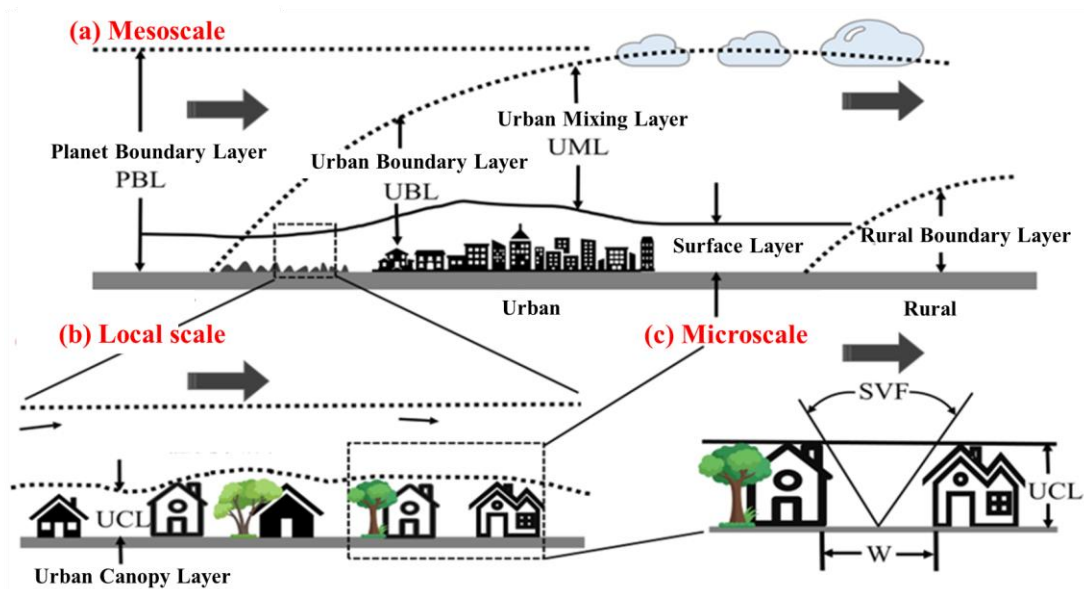 (a) Mesoscale
Planet Boundary Layer
PBL
Urban Boundary Layer
UBL
Urban Mixing Layer
UML
Surface Layer
Rural Boundary Layer
Urban
Rural
(b) Local scale
UCL
Urban Canopy Layer
(c) Microscale
SVF
UCL
W